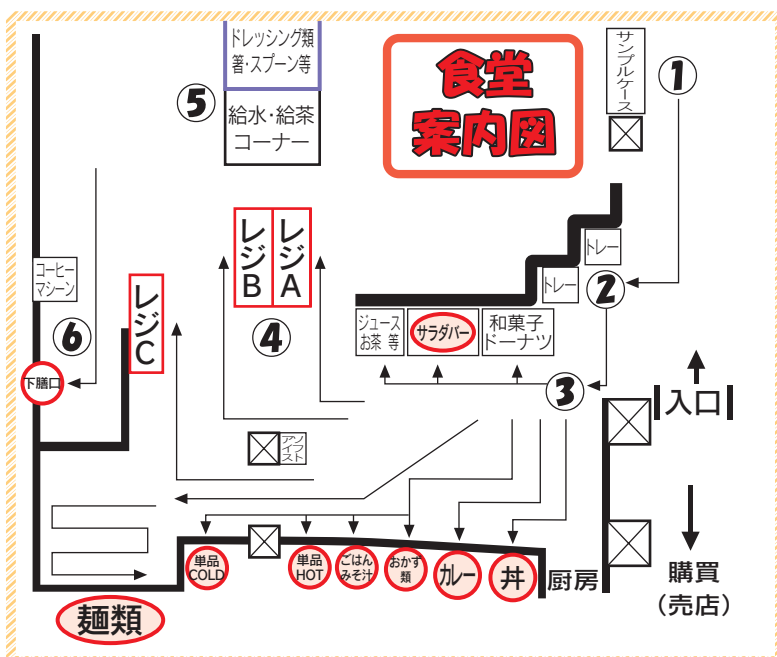 食堂
案内図
サンプルケース
①
ドレッシング類
箸・スプーン等
⑤
給水・給茶
コーナー
トレー
トレー
②
レジB
レジA
④
コーヒー
マシーン
レジC
⑥
下膳口
ジュース
お茶 等
サラダバー
和菓子
ドーナツ
③
入口
ソフト
アイス
単品
COLD
単品
HOT
ごはん
みそ汁
おかず
類
カレー
丼
厨房
購買
(売店)
麺類